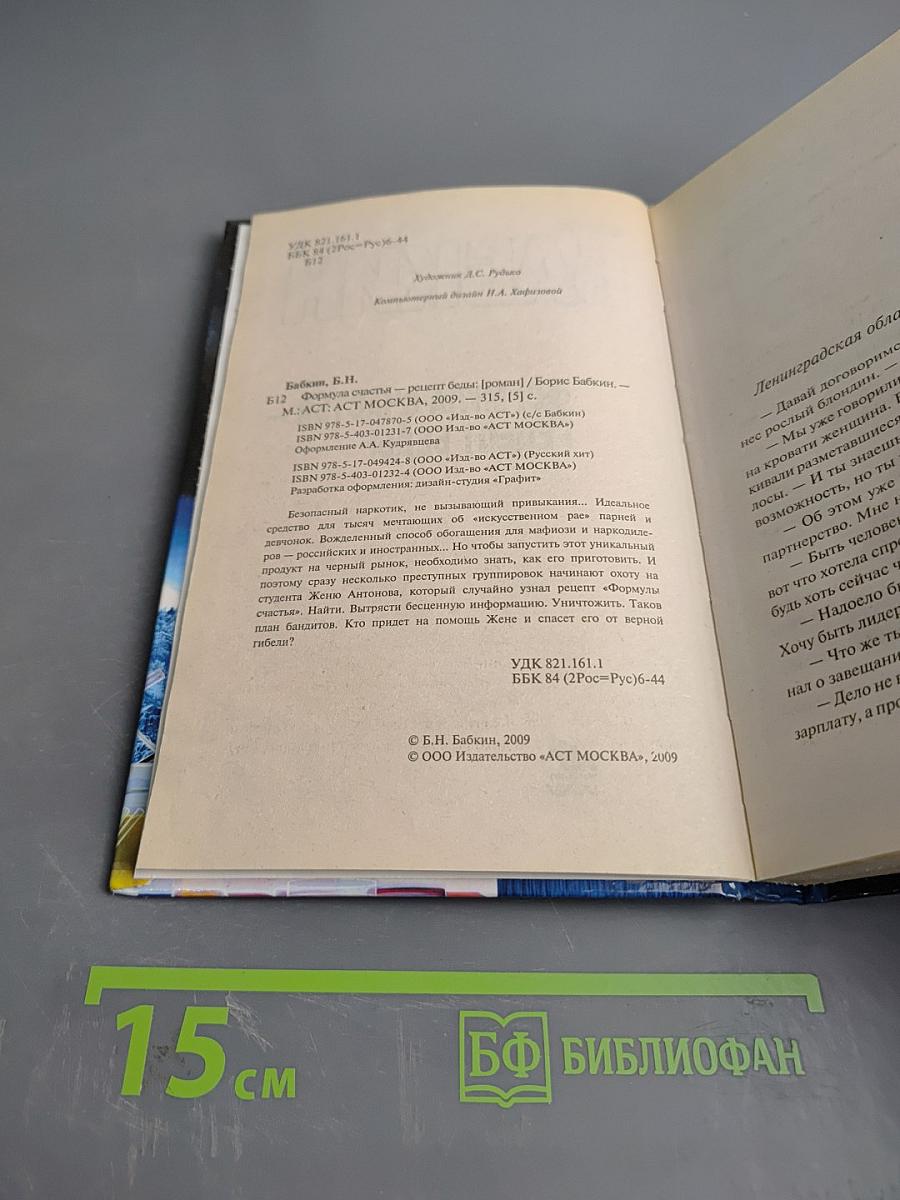 УДК 821.161.1
ББК 84 (2Рос=Рус)6-44
Б12
Художник Л.С. Рудько
Компьютерный дизайн Н.А. Хафизовой
Бабкин, Б.Н.
Б12 Формула счастья — рецепт беды: [роман] / Борис Бабкин. —
М.: АСТ: АСТ МОСКВА, 2009. — 315, [5] с.
ISBN 978-5-17-047870-5 (ООО «Изд-во АСТ») (с/с Бабкин)
ISBN 978-5-403-01231-7 (ООО Изд-во «АСТ МОСКВА»)
Оформление А.А. Кудрявцева
ISBN 978-5-17-049424-8 (ООО «Изд-во АСТ») (Русский хит)
ISBN 978-5-403-01232-4 (ООО Изд-во «АСТ МОСКВА»)
Разработка оформления: дизайн-студия «Графит»
Безопасный наркотик, не вызывающий привыкания... Идеальное
средство для тысяч мечтающих об «искусственном рае» парней и
девчонок. Вожделенный способ обогащения для мафиози и наркодиле-
ров — российских и иностранных... Но чтобы запустить этот уникальный
продукт на черный рынок, необходимо знать, как его приготовить. И
поэтому сразу несколько преступных группировок начинают охоту на
студента Женю Антонова, который случайно узнал рецепт «Формулы
счастья». Найти. Вытрясти бесценную информацию. Уничтожить. Таков
план бандитов. Кто придет на помощь Жене и спасет его от верной
гибели?
УДК 821.161.1
ББК 84 (2Рос=Рус)6-44
© Б.Н. Бабкин, 2009
© ООО Издательство «АСТ МОСКВА», 2009
Ленинградская обла
— Давай договоримс
нес рослый блондин. —
— Мы уже говорили
на кровати женщина.
кивали разметавшиеся
лосы. — И ты знаешь
возможность, но ты
— Об этом уже
партнерство. Мне н
— Быть человек
вот что хотела спро
будь хоть сейчас ч
— Надоело бы
Хочу быть лидер
— Что же ты
нал о завещани
— Дело не в
зарплату, а про
15 см
БФ БИБЛИОФАН